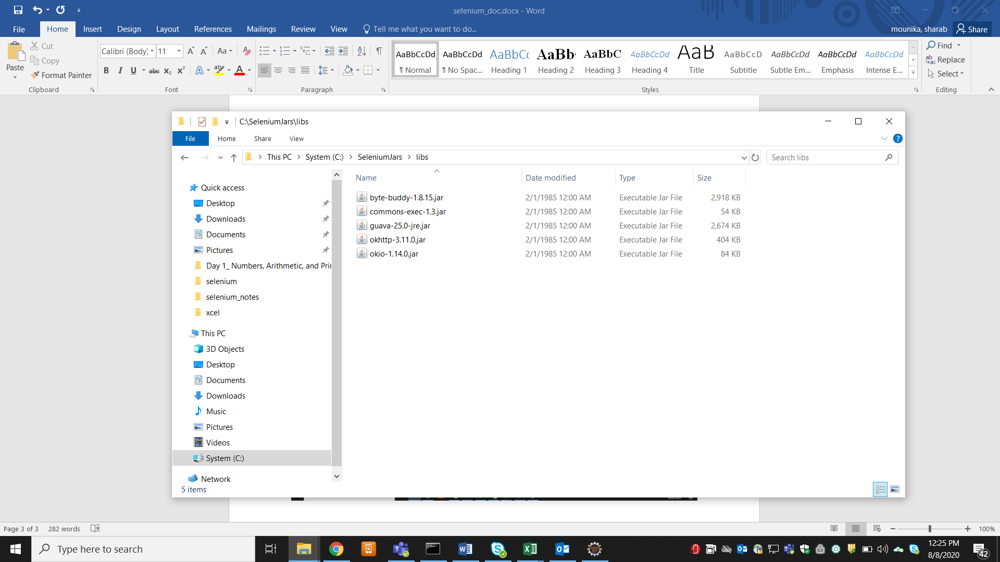 selenium_doc.docx - Word
File Home Insert Design Layout References Mailings Review View Tell me what you want to do... mounika, sharab Share
Paste
Cut
Copy
Format Painter
Clipboard
Calibri (Body) 11 Aa
B I U abc X₂ X² A ab A
Font
Paragraph
AaBbCcDd AaBbCcDd AaBbCc AaBb AaBbC AaBbCcDd AaB AaBbCcD AaBbCcDd AaBbCcDd AaBbCcDd
¶ Normal ¶ No Spac... Heading 1 Heading 2 Heading 3 Heading 4 Title Subtitle Subtle Em... Emphasis Intense E...
Styles
Find
Replace
Select
Editing
C:\SeleniumJars\libs
File Home Share View
This PC System (C:) SeleniumJars libs
Search libs
Quick access
Desktop
Downloads
Documents
Pictures
Day 1_ Numbers, Arithmetic, and Pri
selenium
selenium_notes
xcel
This PC
3D Objects
Desktop
Documents
Downloads
Music
Pictures
Videos
System (C:)
Network
Name Date modified Type Size
byte-buddy-1.8.15.jar 2/1/1985 12:00 AM Executable Jar File 2,918 KB
commons-exec-1.3.jar 2/1/1985 12:00 AM Executable Jar File 54 KB
guava-25.0-jre.jar 2/1/1985 12:00 AM Executable Jar File 2,674 KB
okhttp-3.11.0.jar 2/1/1985 12:00 AM Executable Jar File 404 KB
okio-1.14.0.jar 2/1/1985 12:00 AM Executable Jar File 84 KB
5 items
Page 3 of 3 282 words 100%
Type here to search
12:25 PM
8/8/2020
42